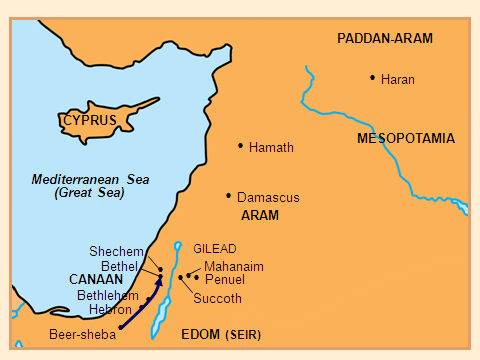 PADDAN-ARAM
Haran
CYPRUS
MESOPOTAMIA
Hamath
Mediterranean Sea
(Great Sea)
Damascus
ARAM
Shechem
GILEAD
Bethel
Mahanaim
CANAAN
Penuel
Bethlehem
Succoth
Hebron
Beer-sheba
EDOM (SEIR)